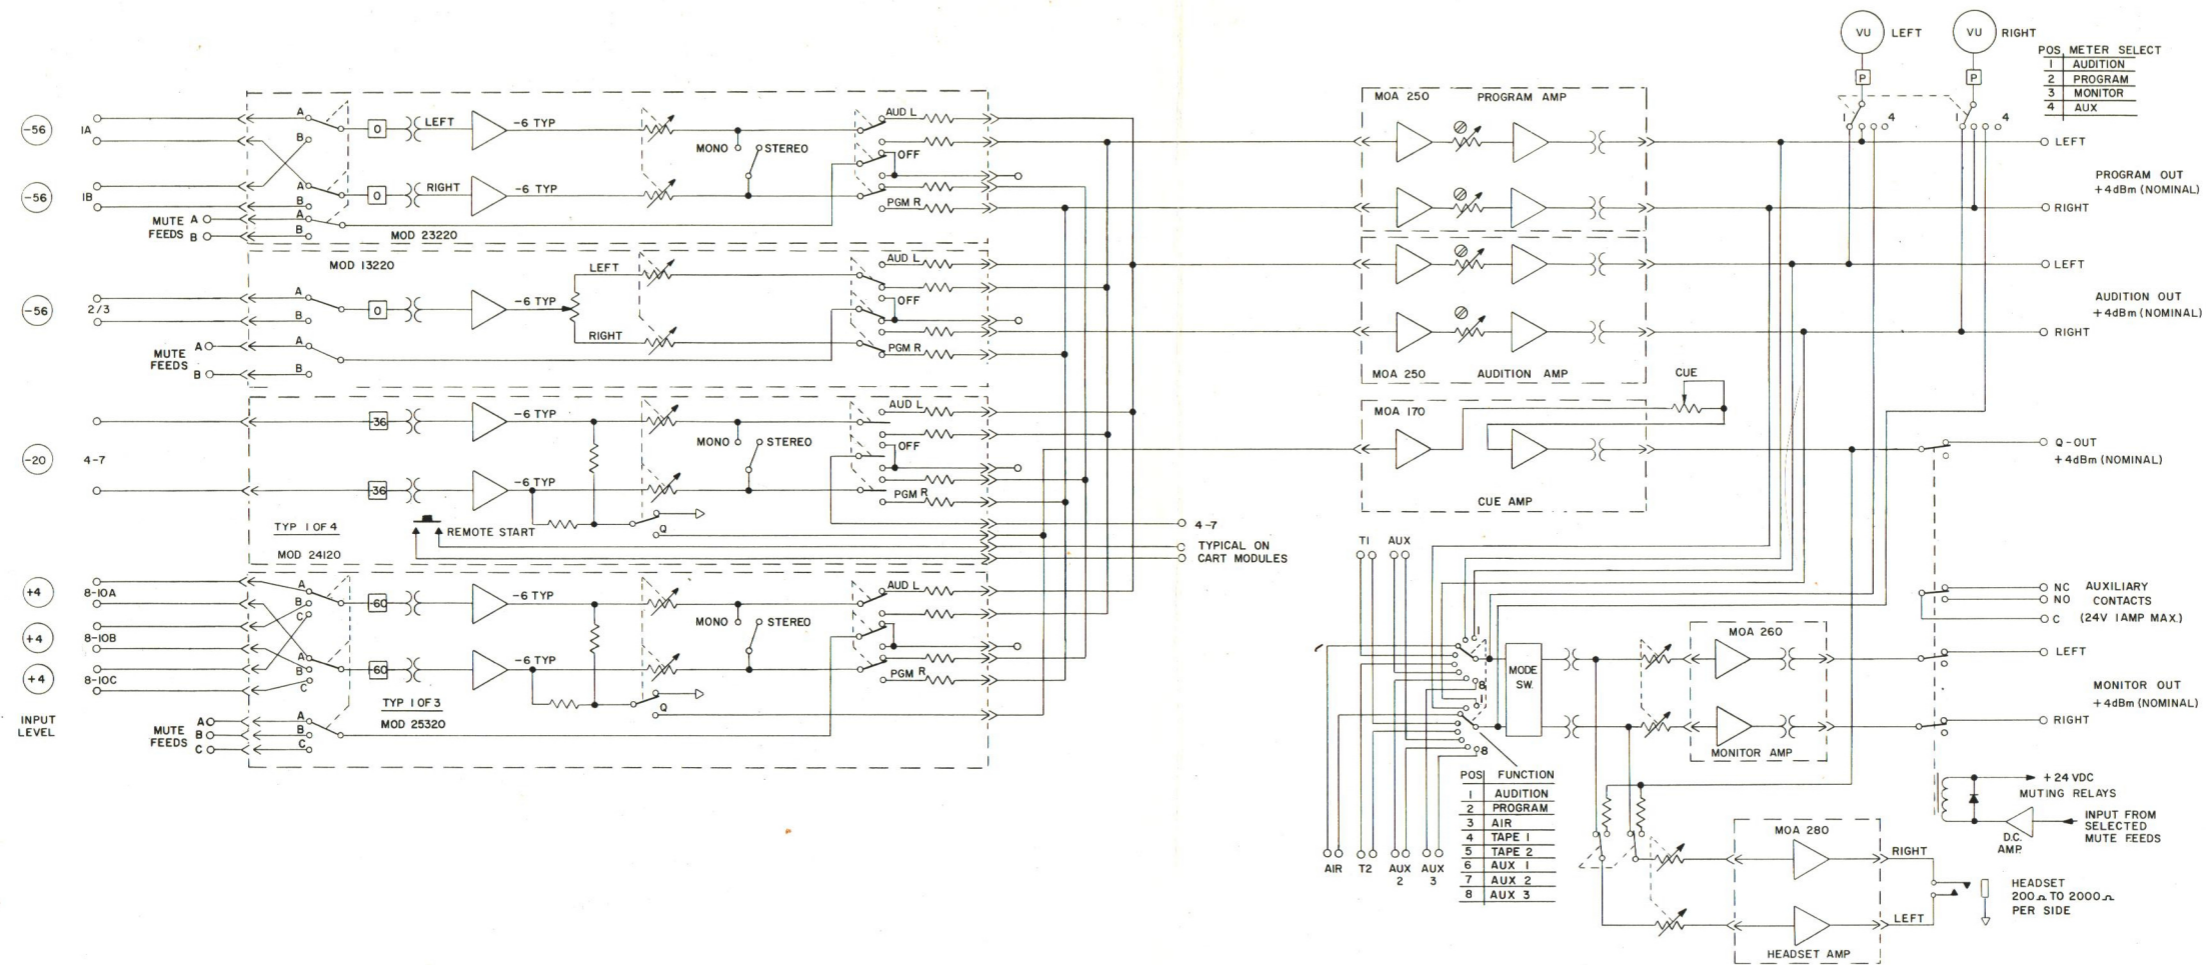 VU LEFT VU RIGHT
POS. METER SELECT
1 AUDITION
2 PROGRAM
3 MONITOR
4 AUX
P P
4 4
-56 1A
A
B
0 LEFT -6 TYP
MONO STEREO
AUD L
OFF
-56 1B
A
B
0 RIGHT -6 TYP
PGM R
MUTE FEEDS A
B
A
B
MOD 23220
MOA 250 PROGRAM AMP
LEFT
PROGRAM OUT
+4dBm (NOMINAL)
RIGHT
MOD 13220
-56 2/3
A
B
0 -6 TYP
LEFT
RIGHT
AUD L
OFF
PGM R
MUTE FEEDS A
B
A
B
LEFT
AUDITION OUT
+4dBm (NOMINAL)
RIGHT
MOA 250 AUDITION AMP
CUE
-20 4-7
36 -6 TYP
36 -6 TYP
MONO STEREO
AUD L
OFF
PGM R
TYP 1 OF 4
MOD 24120
REMOTE START
Q
4-7
TYPICAL ON
CART MODULES
MOA 170
CUE AMP
Q-OUT
+4dBm (NOMINAL)
+4 8-10A
+4 8-10B
+4 8-10C
A
B
C
A
B
C
60 -6 TYP
60 -6 TYP
MONO STEREO
AUD L
PGM R
Q
TYP 1 OF 3
MOD 25320
INPUT
LEVEL
MUTE
FEEDS
A
B
C
A
B
C
T1 AUX
1
8
1
8
MODE
SW.
NC AUXILIARY
NO CONTACTS
C (24V 1AMP MAX.)
MOA 260
MONITOR AMP
LEFT
MONITOR OUT
+4dBm (NOMINAL)
RIGHT
POS FUNCTION
1 AUDITION
2 PROGRAM
3 AIR
4 TAPE 1
5 TAPE 2
6 AUX 1
7 AUX 2
8 AUX 3
AIR T2 AUX 2 AUX 3
+24 VDC
MUTING RELAYS
INPUT FROM
SELECTED
MUTE FEEDS
D.C.
AMP.
MOA 280
RIGHT
LEFT
HEADSET AMP
HEADSET
200Ω TO 2000Ω
PER SIDE